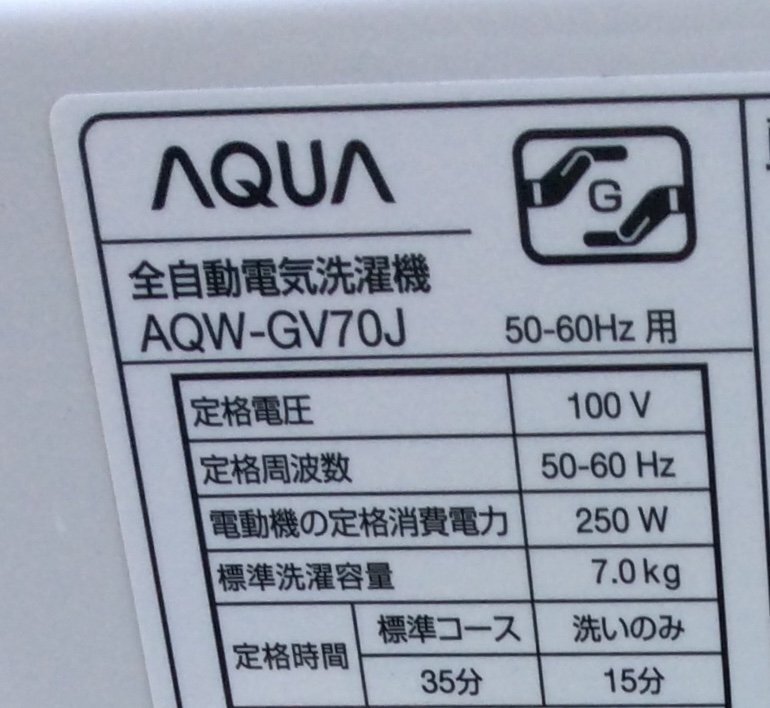 AQUA
G
全自動電気洗濯機
AQW-GV70J 50-60Hz 用
定格電圧 100 V
定格周波数 50-60 Hz
電動機の定格消費電力 250 W
標準洗濯容量 7.0kg
定格時間 標準コース 洗いのみ
35分 15分